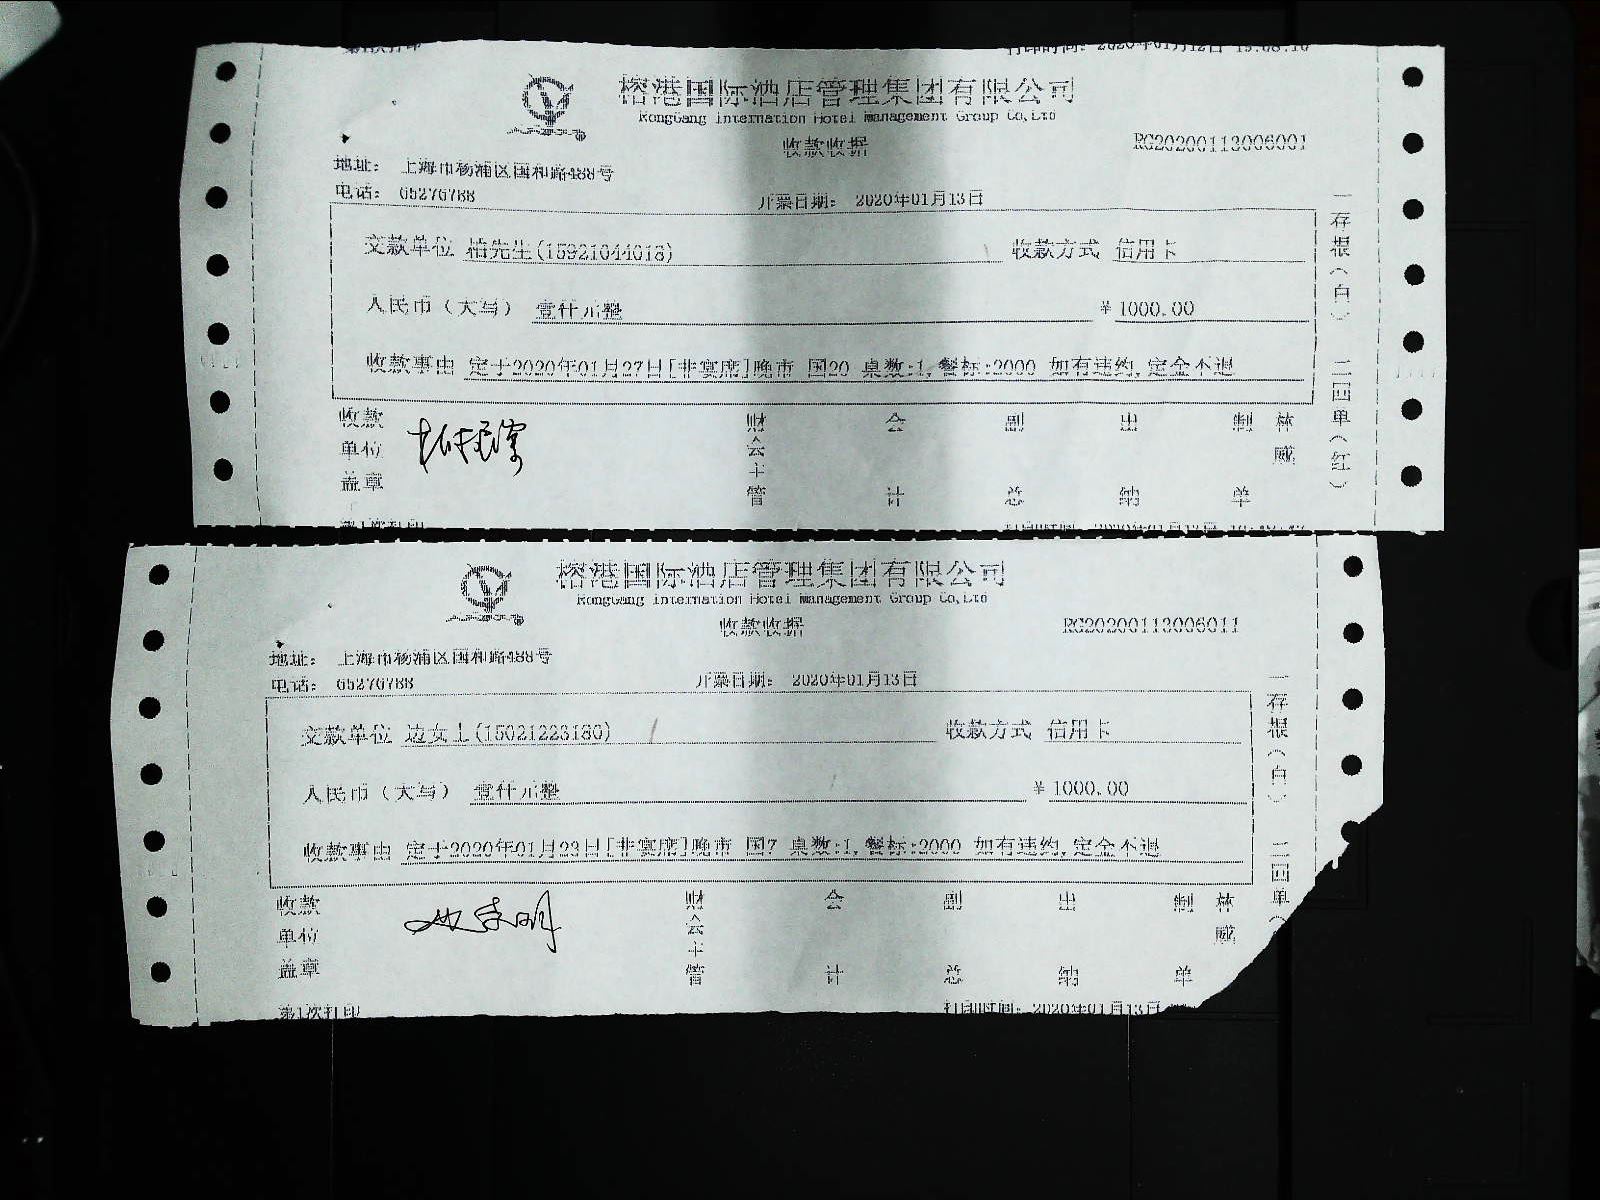 榕港国际酒店管理集团有限公司
RongGang Internation Hotel Management Group Co,Ltd
收款收据
RG20200113006001
地址: 上海市杨浦区国和路488号
电话: 65276788 开票日期: 2020年01月13日
交款单位 柏先生(15921044018) 收款方式 信用卡
人民币(大写) 壹仟元整 ¥1000.00
收款事由 定于2020年01月27日[非宴席]晚市 国20 桌数:1,餐标:2000 如有违约,定金不退
收款单位盖章 财会主管 会计 副总 出纳 制单 林威
一存根(白) 二四单(红)
榕港国际酒店管理集团有限公司
RongGang Internation Hotel Management Group Co,Ltd
收款收据
RG20200113006011
地址: 上海市杨浦区国和路488号
电话: 65276788 开票日期: 2020年01月13日
交款单位 边女士(15021223180) 收款方式 信用卡
人民币(大写) 壹仟元整 ¥1000.00
收款事由 定于2020年01月23日[非宴席]晚市 国7 桌数:1,餐标:2000 如有违约,定金不退
收款单位盖章 财会主管 会计 副总 出纳 制单 林威
一存根(白) 二四单(
第1次打印 打印时间: 2020年01月13日